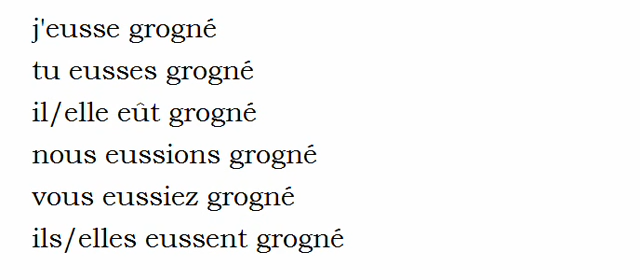 j'eusse grogné
tu eusses grogné
il/elle eût grogné
nous eussions grogné
vous eussiez grogné
ils/elles eussent grogné